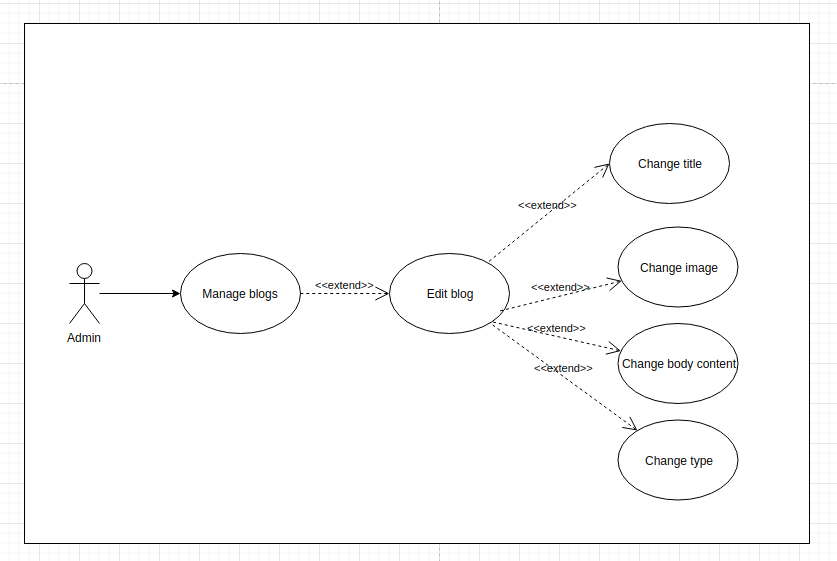 Change title
<<extend>>
Change image
<<extend>>
<<extend>>
Manage blogs
Edit blog
<<extend>>
Admin
Change body content
<<extend>>
Change type